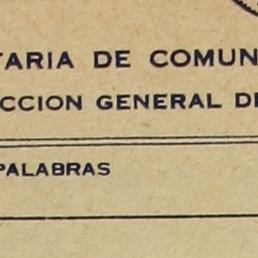 TARIA DE COMUN
CCION GENERAL DE
PALABRAS